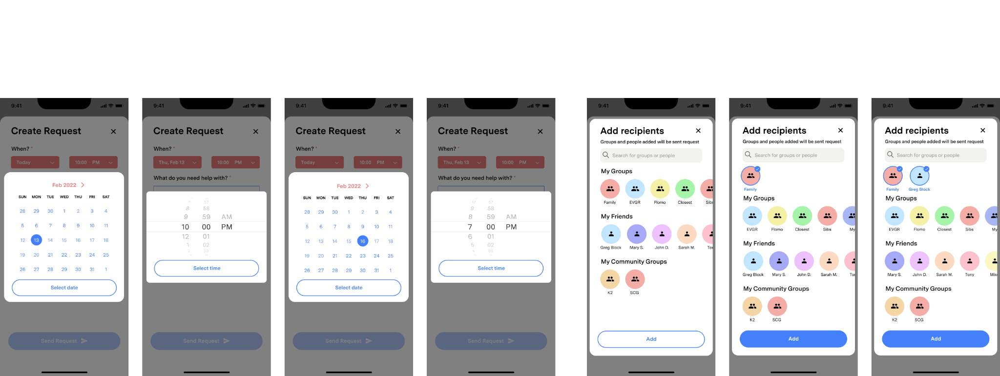 9:41
Create Request
When? *
Today
10:00 PM
Feb 2022
SUN MON TUE WED THU FRI SAT
28 29 30 1 2 3 4
5 6 7 8 9 10 11
12 13 14 15 16 17 18
19 20 21 22 23 24 25
26 27 28 29 30 31 1
Select date
Send Request
9:41
Create Request
When? *
Thu, Feb 13
10:00 PM
What do you need help with? *
7 57
8 58
9 59 AM
10 00 PM
12 01
1 02
2 03
Select time
Send Request
9:41
Create Request
When? *
Today
10:00 PM
Feb 2022
SUN MON TUE WED THU FRI SAT
28 29 30 1 2 3 4
5 6 7 8 9 10 11
12 13 14 15 16 17 18
19 20 21 22 23 24 25
26 27 28 29 30 31 1
Select date
Send Request
9:41
Create Request
When? *
Thu, Feb 13
10:00 PM
What do you need help with? *
10 57
9 58
8 59 AM
7 00 PM
6 01
5 02
03
Select time
Send Request
9:41
Add recipients
Groups and people added will be sent request
Search for groups or people
My Groups
Family EVGR Flomo Closest Sibs
My Friends
Greg Block Mary S. John D. Sarah M. Tor
My Community Groups
K2 SCG
Add
9:41
Add recipients
Groups and people added will be sent request
Search for groups or people
Family
My Groups
EVGR Flomo Closest Sibs My
My Friends
Greg Block Mary S. John D. Sarah M. Tor
My Community Groups
K2 SCG
Add
9:41
Add recipients
Groups and people added will be sent request
Search for groups or people
Family Greg Block
My Groups
EVGR Flomo Closest Sibs My
My Friends
Mary S. John D. Sarah M. Tony Mike
My Community Groups
K2 SCG
Add